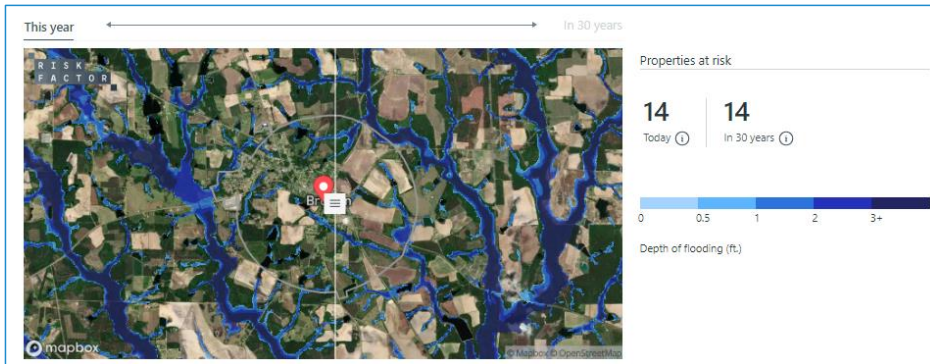 This year
In 30 years
RISK
FACTOR
mapbox
© Mapbox © OpenStreetMap
Properties at risk
14
Today
14
In 30 years
0 0.5 1 2 3+
Depth of flooding (ft.)